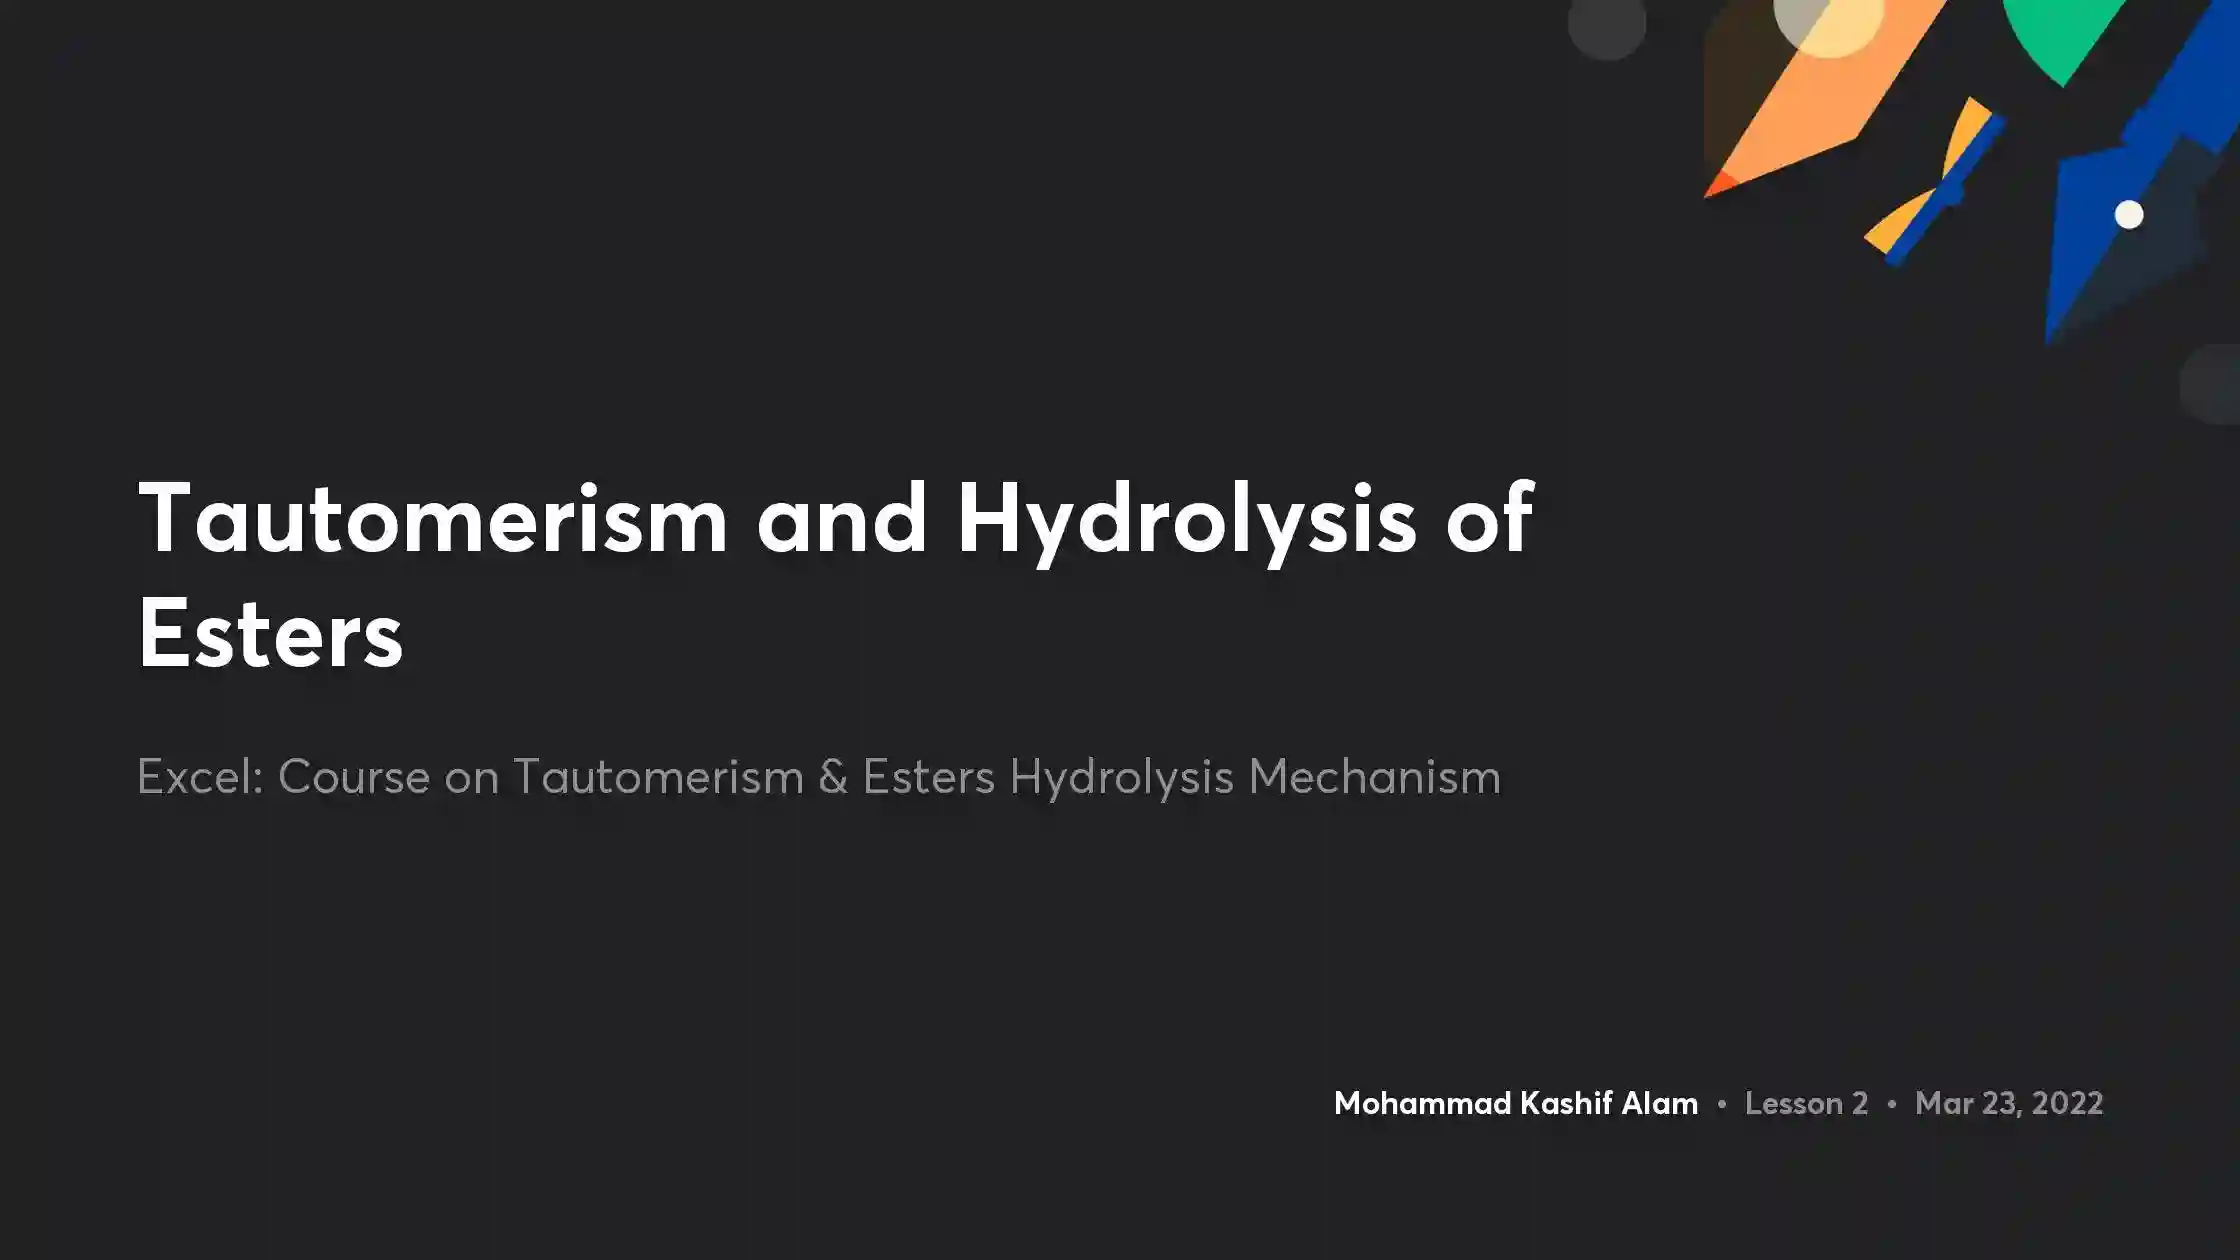 Tautomerism and Hydrolysis of
Esters
Excel: Course on Tautomerism & Esters Hydrolysis Mechanism
Mohammad Kashif Alam • Lesson 2 • Mar 23, 2022